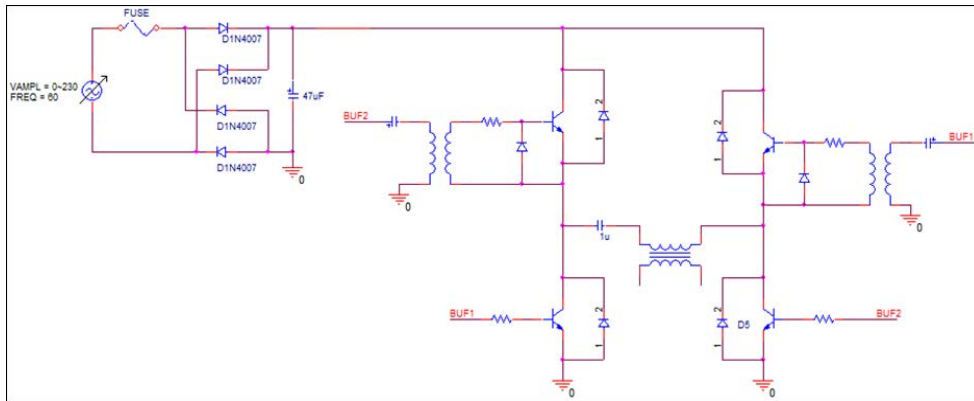 FUSE
D1N4007
D1N4007
VAMPL = 0~230
FREQ = 60
47uF
D1N4007
D1N4007
0
BUF2
2
1
0
2
1
BUF1
0
1u
BUF1
2
1
0
2
1
D5
BUF2
0